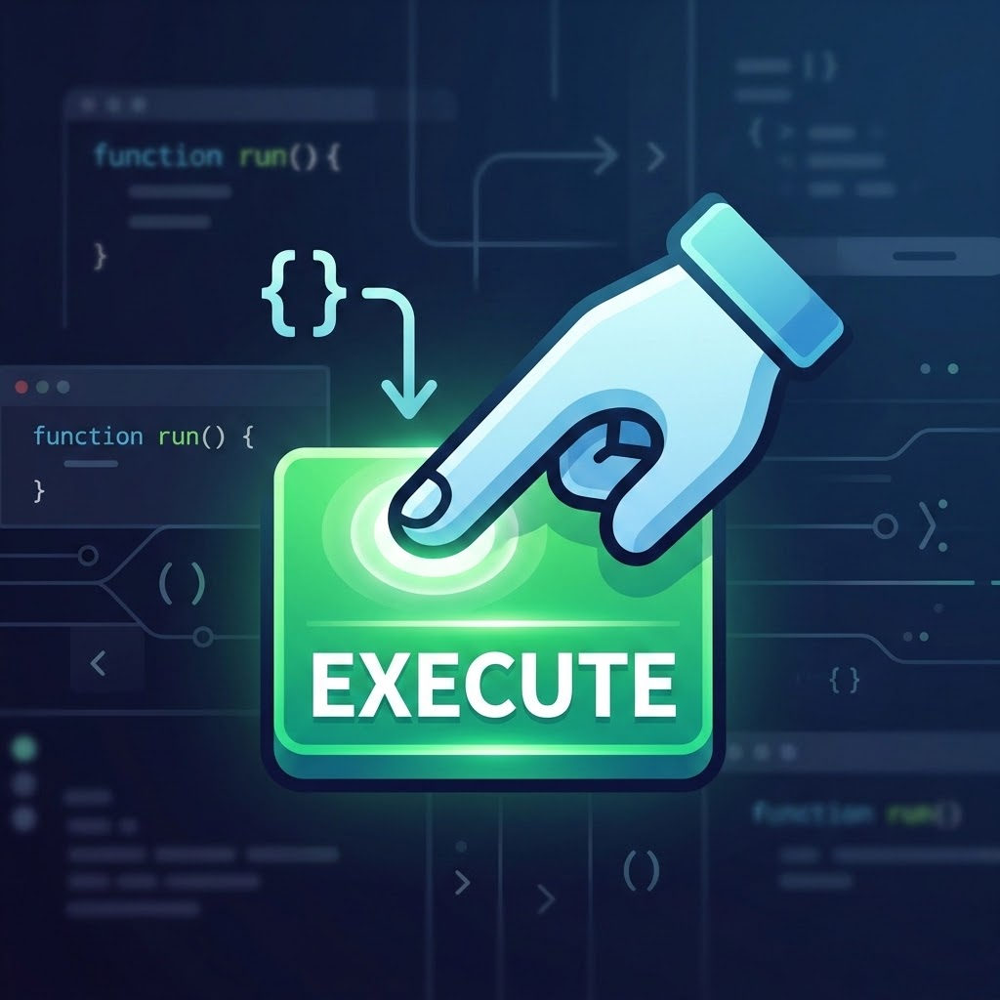 function run() {
}
{}
function run() {
}
( )
<
EXECUTE
{}
function run()
>
>
()